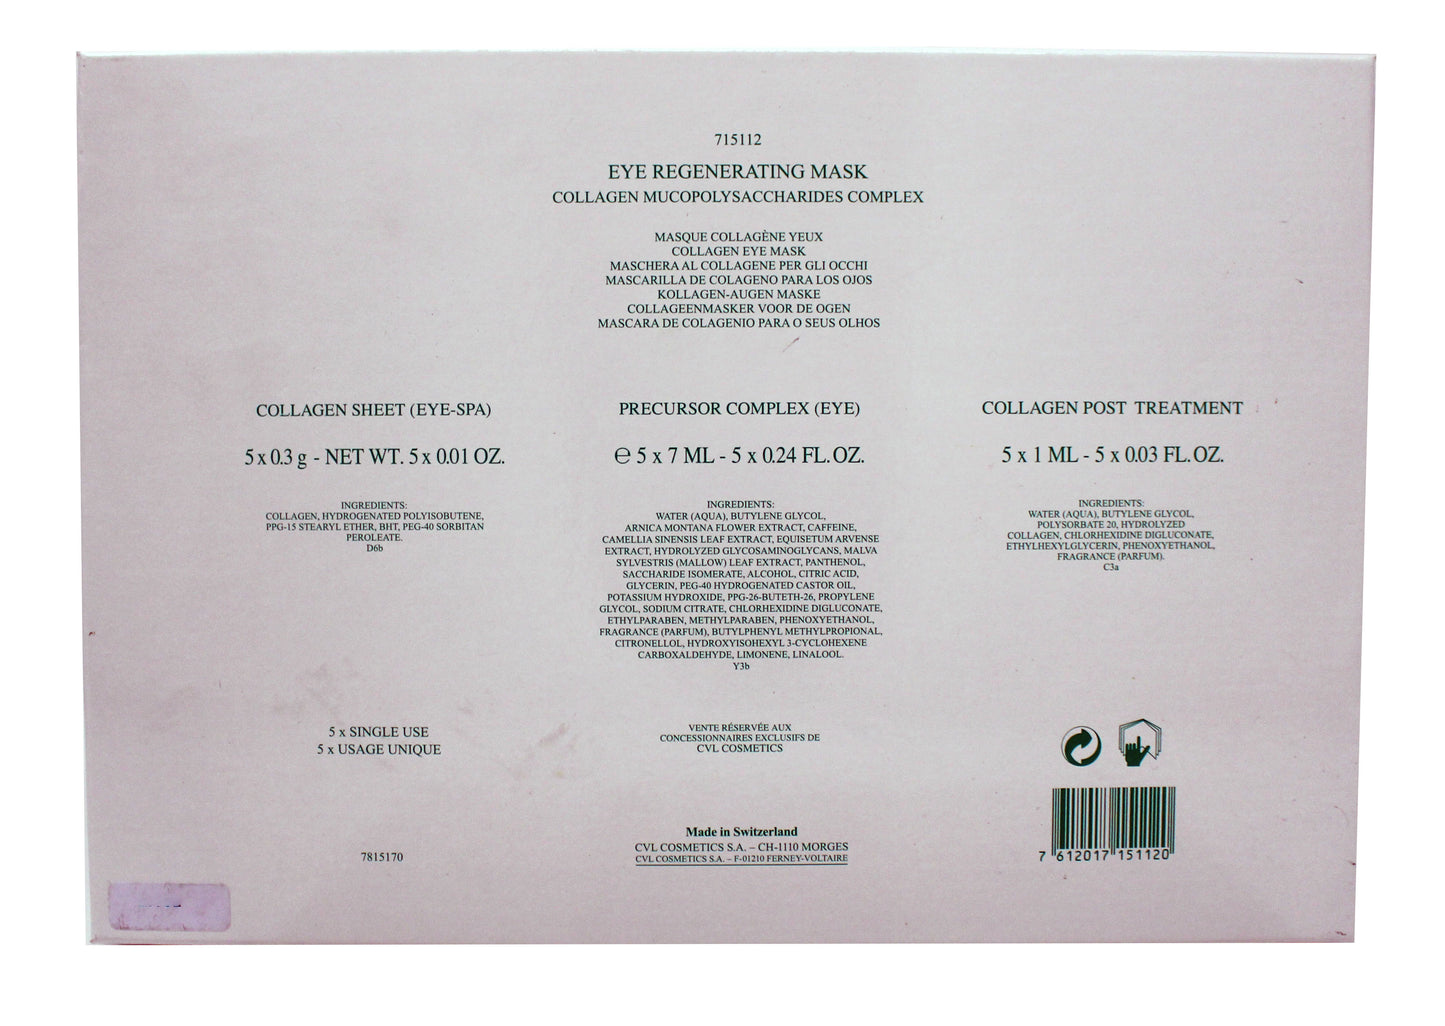 715112
EYE REGENERATING MASK
COLLAGEN MUCOPOLYSACCHARIDES COMPLEX
MASQUE COLLAGÈNE YEUX
COLLAGEN EYE MASK
MASCHERA AL COLLAGENE PER GLI OCCHI
MASCARILLA DE COLAGENO PARA LOS OJOS
KOLLAGEN-AUGEN MASKE
COLLAGEENMASKER VOOR DE OGEN
MASCARA DE COLAGENIO PARA O SEUS OLHOS
COLLAGEN SHEET (EYE-SPA)
5 x 0.3 g - NET WT. 5 x 0.01 OZ.
INGREDIENTS:
COLLAGEN, HYDROGENATED POLYISOBUTENE,
PPG-15 STEARYL ETHER, BHT, PEG-40 SORBITAN
PEROLEATE.
D6b
5 x SINGLE USE
5 x USAGE UNIQUE
7815170
PRECURSOR COMPLEX (EYE)
℮ 5 x 7 ML - 5 x 0.24 FL. OZ.
INGREDIENTS:
WATER (AQUA), BUTYLENE GLYCOL,
ARNICA MONTANA FLOWER EXTRACT, CAFFEINE,
CAMELLIA SINENSIS LEAF EXTRACT, EQUISETUM ARVENSE
EXTRACT, HYDROLYZED GLYCOSAMINOGLYCANS, MALVA
SYLVESTRIS (MALLOW) LEAF EXTRACT, PANTHENOL,
SACCHARIDE ISOMERATE, ALCOHOL, CITRIC ACID,
GLYCERIN, PEG-40 HYDROGENATED CASTOR OIL,
POTASSIUM HYDROXIDE, PPG-26-BUTETH-26, PROPYLENE
GLYCOL, SODIUM CITRATE, CHLORHEXIDINE DIGLUCONATE,
ETHYLPARABEN, METHYLPARABEN, PHENOXYETHANOL,
FRAGRANCE (PARFUM), BUTYLPHENYL METHYLPROPIONAL,
CITRONELLOL, HYDROXYISOHEXYL 3-CYCLOHEXENE
CARBOXALDEHYDE, LIMONENE, LINALOOL.
Y3b
VENTE RÉSERVÉE AUX
CONCESSIONNAIRES EXCLUSIFS DE
CVL COSMETICS
Made in Switzerland
CVL COSMETICS S.A. – CH-1110 MORGES
CVL COSMETICS S.A. – F-01210 FERNEY-VOLTAIRE
COLLAGEN POST TREATMENT
5 x 1 ML - 5 x 0.03 FL. OZ.
INGREDIENTS:
WATER (AQUA), BUTYLENE GLYCOL,
POLYSORBATE 20, HYDROLYZED
COLLAGEN, CHLORHEXIDINE DIGLUCONATE,
ETHYLHEXYLGLYCERIN, PHENOXYETHANOL,
FRAGRANCE (PARFUM).
C3a
7 612017 151120